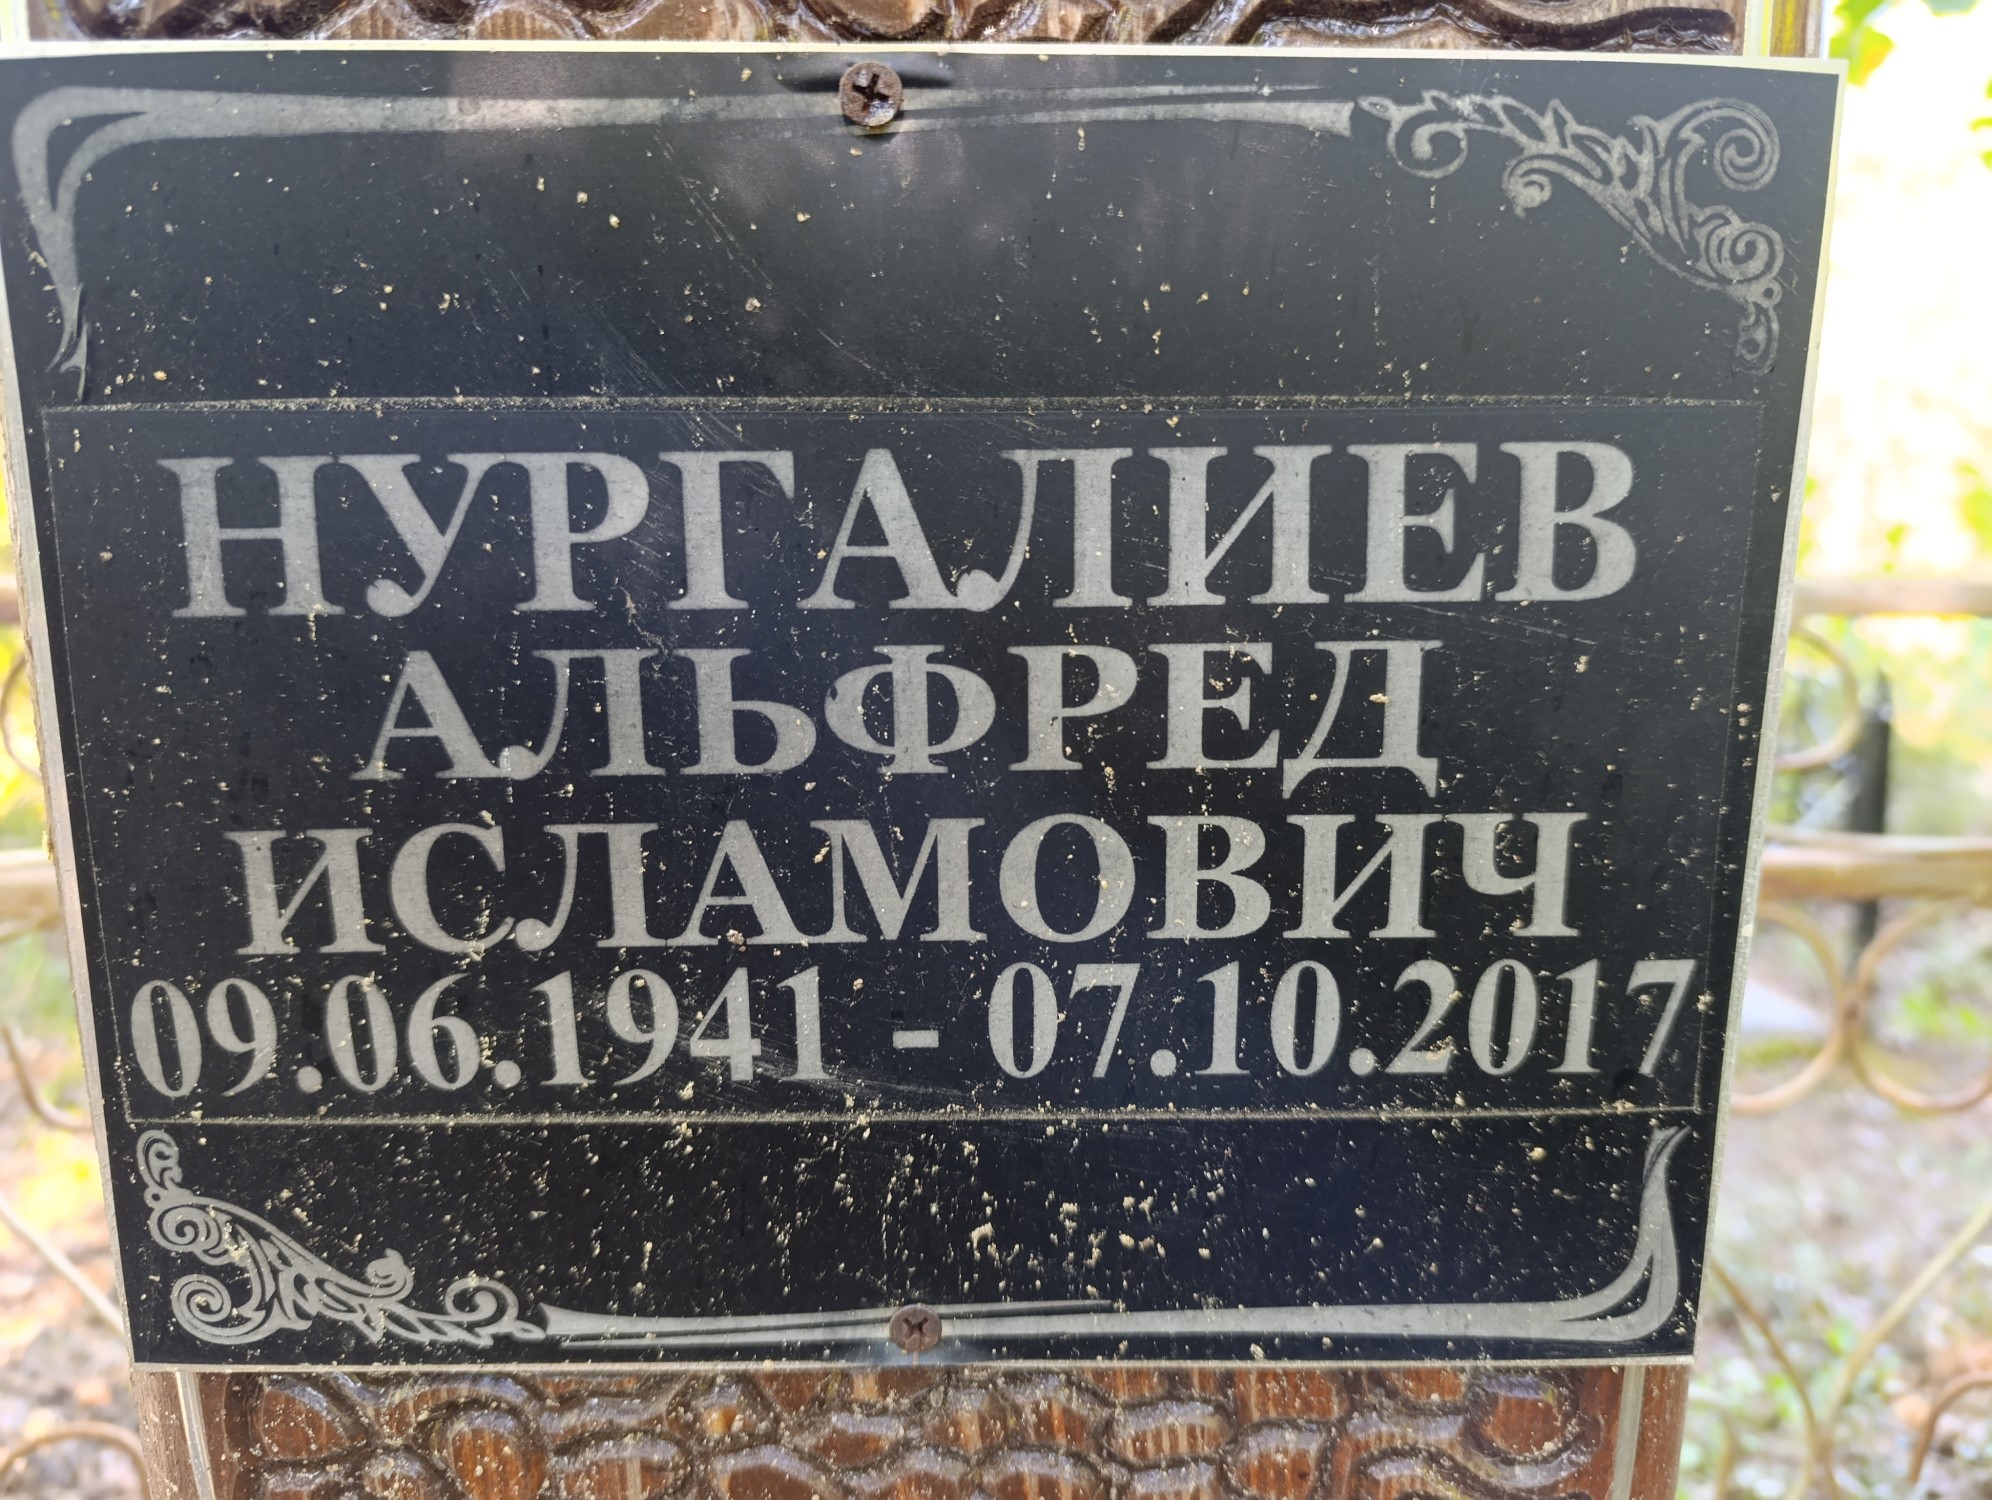 НУРГАЛИЕВ
АЛЬФРЕД
ИСЛАМОВИЧ
09.06.1941 - 07.10.2017